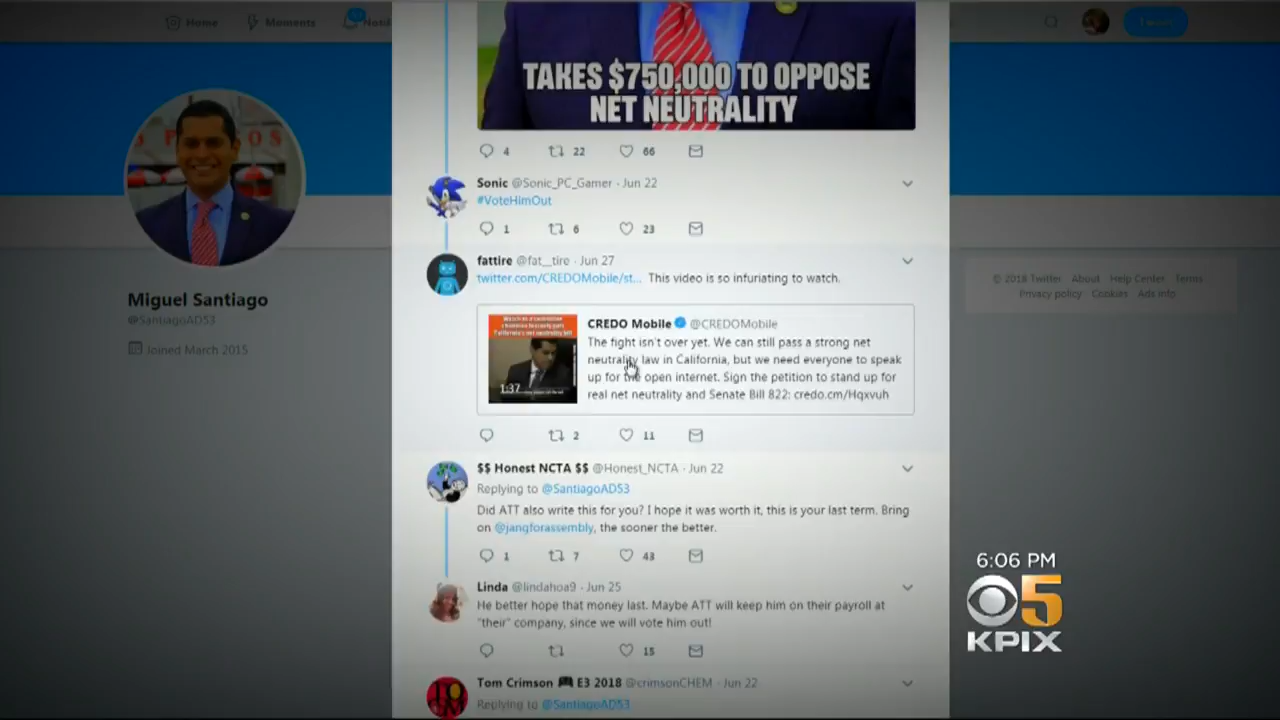 Home
Moments
TAKES $750,000 TO OPPOSE
NET NEUTRALITY
4 22 66
Sonic @Sonic_PC_Gamer · Jun 22
#VoteHimOut
1 6 23
fattire @fat__tire · Jun 27
twitter.com/CREDOMobile/st... This video is so infuriating to watch.
CREDO Mobile @CREDOMobile
The fight isn't over yet. We can still pass a strong net
neutrality law in California, but we need everyone to speak
up for the open internet. Sign the petition to stand up for
real net neutrality and Senate Bill 822: credo.cm/Hqxvuh
1:37
2 11
$$ Honest NCTA $$ @Honest_NCTA · Jun 22
Replying to @SantiagoAD53
Did ATT also write this for you? I hope it was worth it, this is your last term. Bring
on @jangforassembly, the sooner the better.
1 7 43
Linda @lindahoa9 · Jun 25
He better hope that money last. Maybe ATT will keep him on their payroll at
"their" company, since we will vote him out!
15
Tom Crimson E3 2018 @crimsonCHEM · Jun 22
Replying to @SantiagoAD53
Miguel Santiago
@SantiagoAD53
Joined March 2015
© 2018 Twitter About Help Center Terms
Privacy policy Cookies Ads info
6:06 PM
5
KPIX